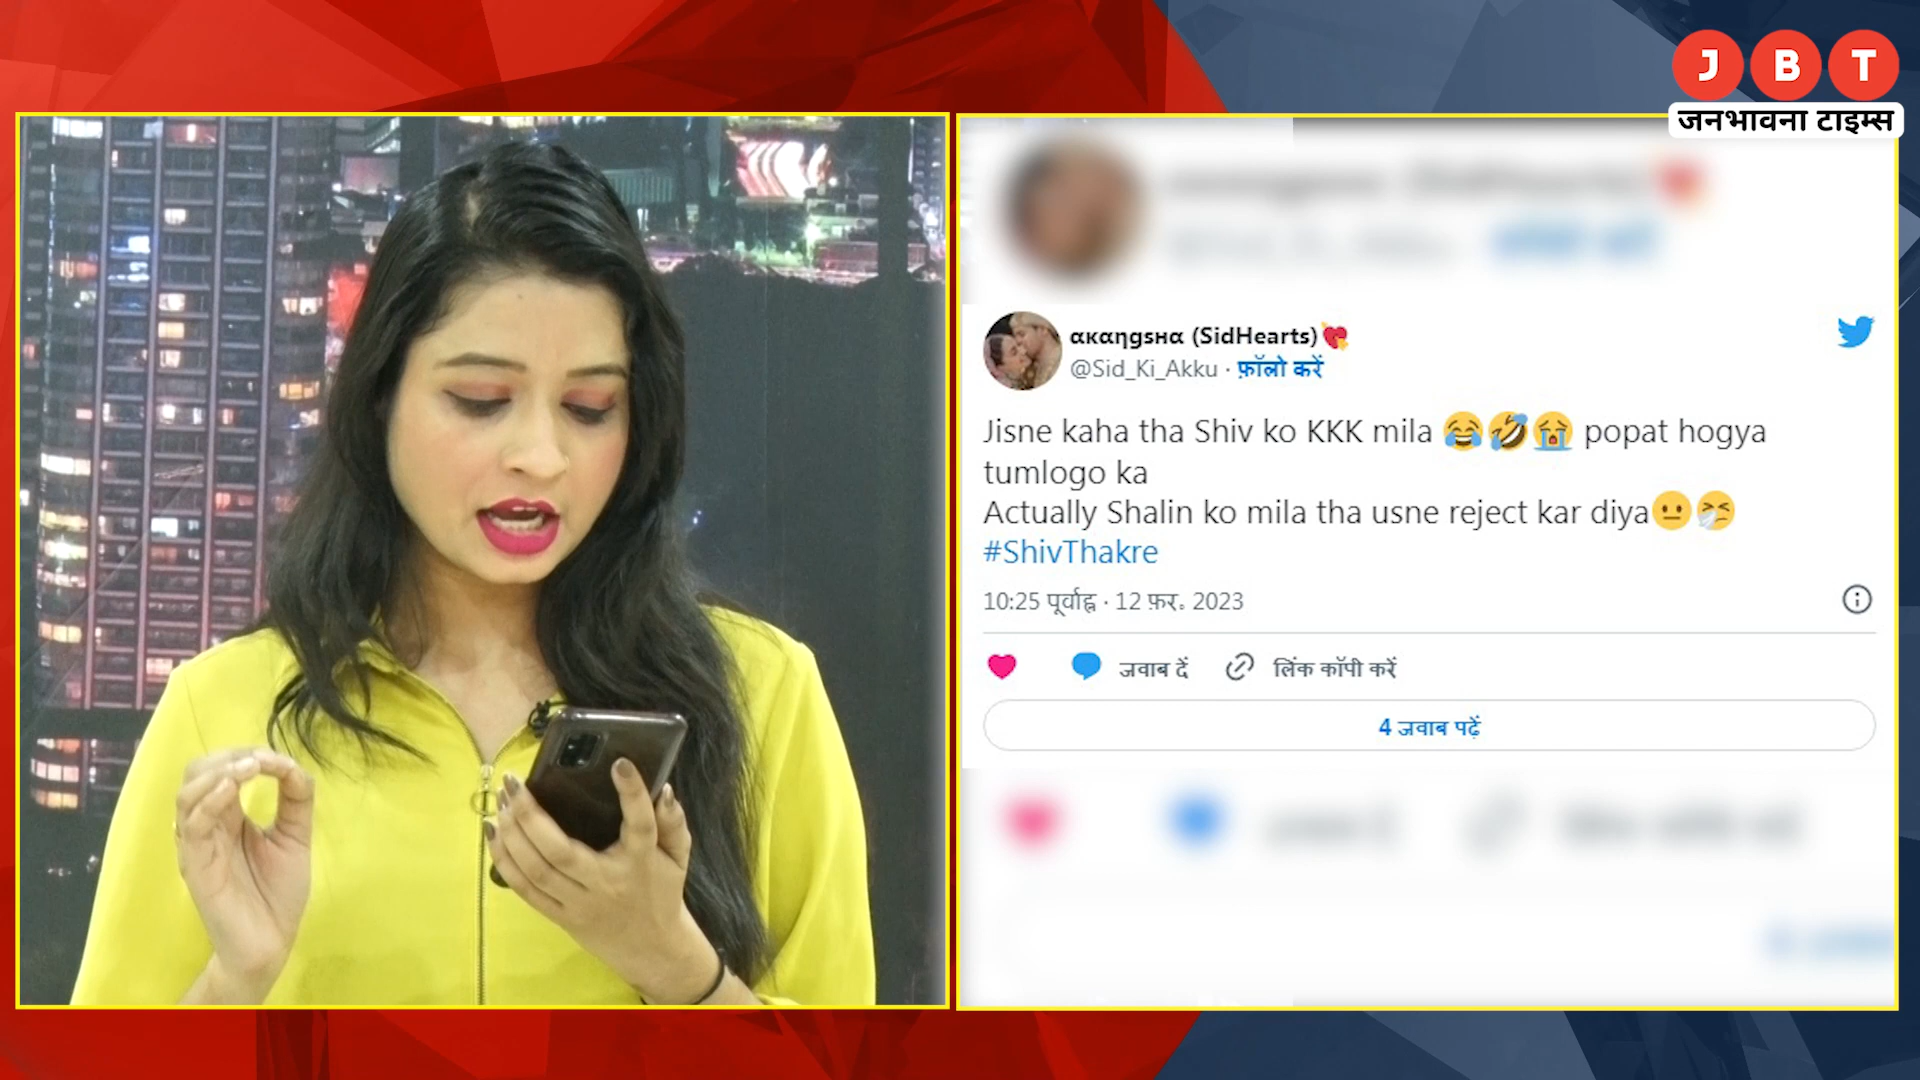 J B T
जनभावना टाइम्स
αкαηgsнα (SidHearts)💘
@Sid_Ki_Akku · फ़ॉलो करें
Jisne kaha tha Shiv ko KKK mila 😂🤣😭 popat hogya
tumlogo ka
Actually Shalin ko mila tha usne reject kar diya😐🤧
#ShivThakre
10:25 पूर्वाह्न · 12 फ़र॰ 2023
जवाब दें
लिंक कॉपी करें
4 जवाब पढ़ें